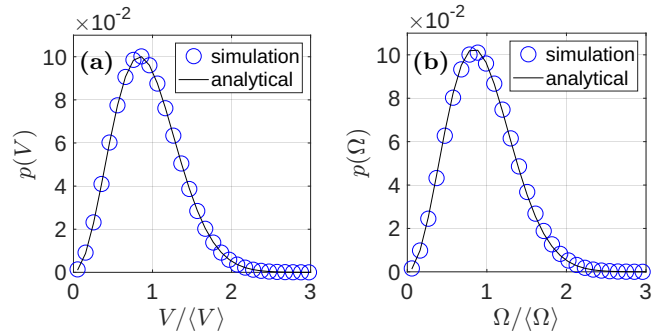 ×10⁻²
10
8
6
4
2
0
0
1
2
3
p(V)
V/⟨V⟩
(a)
simulation
analytical
×10⁻²
10
8
6
4
2
0
0
1
2
3
p(Ω)
Ω/⟨Ω⟩
(b)
simulation
analytical